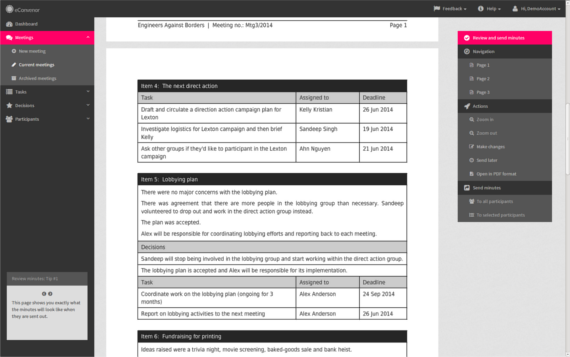 eConvenor
Feedback
Help
Hi, DemoAccount
Dashboard
Meetings
New meeting
Current meetings
Archived meetings
Tasks
Decisions
Participants
Review minutes: Tip #1
This page shows you exactly what
the minutes will look like when
they are sent out.
Engineers Against Borders | Meeting no.: Mtg3/2014 Page 1
Item 4: The next direct action
Task Assigned to Deadline
Draft and circulate a direction action campaign plan for Kelly Kristian 26 Jun 2014
Lexton
Investigate logistics for Lexton campaign and then brief Sandeep Singh 19 Jun 2014
Kelly
Ask other groups if they'd like to participate in the Lexton Ahn Nguyen 21 Jun 2014
campaign
Item 5: Lobbying plan
There were no major concerns with the lobbying plan.
There was agreement that there are more people in the lobbying group than necessary. Sandeep
volunteered to drop out and work in the direct action group instead.
The plan was accepted.
Alex will be responsible for coordinating lobbying efforts and reporting back to each meeting.
Decisions
Sandeep will stop being involved in the lobbying group and start working within the direct action group.
The lobbying plan is accepted and Alex will be responsible for its implementation.
Task Assigned to Deadline
Coordinate work on the lobbying plan (ongoing for 3 Alex Anderson 24 Sep 2014
months)
Report on lobbying activities to the next meeting Alex Anderson 26 Jun 2014
Item 6: Fundraising for printing
Ideas raised were a trivia night, movie screening, baked-goods sale and bank heist.
Review and send minutes
Navigation
Page 1
Page 2
Page 3
Actions
Zoom in
Zoom out
Make changes
Send tutor
Open in PDF format
Send minutes
To all participants
To selected participants